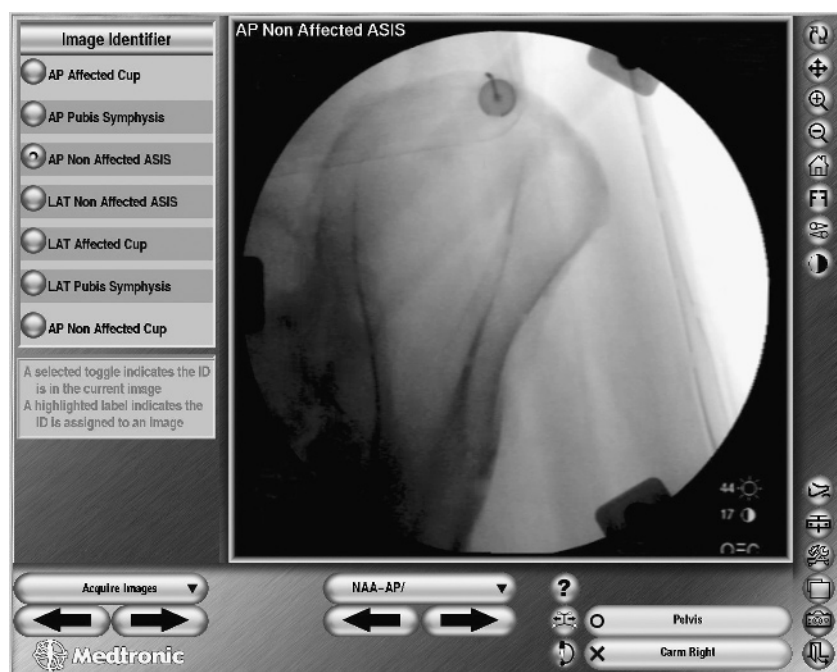 Image Identifier
AP Affected Cup
AP Pubis Symphysis
AP Non Affected ASIS
LAT Non Affected ASIS
LAT Affected Cup
LAT Pubis Symphysis
AP Non Affected Cup
A selected toggle indicates the ID
is in the current image
A highlighted label indicates the
ID is assigned to an image
AP Non Affected ASIS
44
17
Acquire Images
NAA-AP/
?
Pelvis
Carm Right
Medtronic